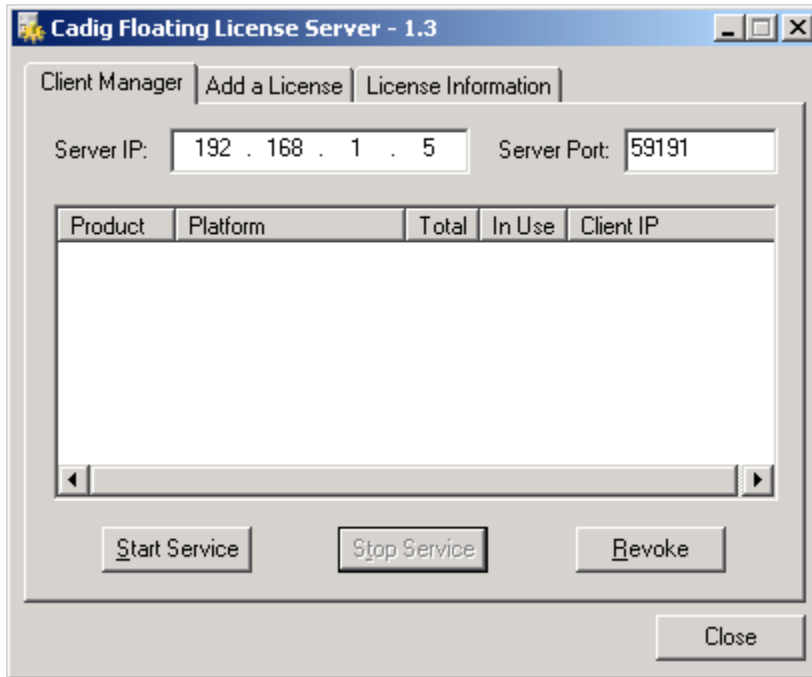 Cadig Floating License Server - 1.3
Client Manager Add a License License Information
Server IP: 192 . 168 . 1 . 5 Server Port: 59191
Product Platform Total In Use Client IP
Start Service Stop Service Revoke
Close